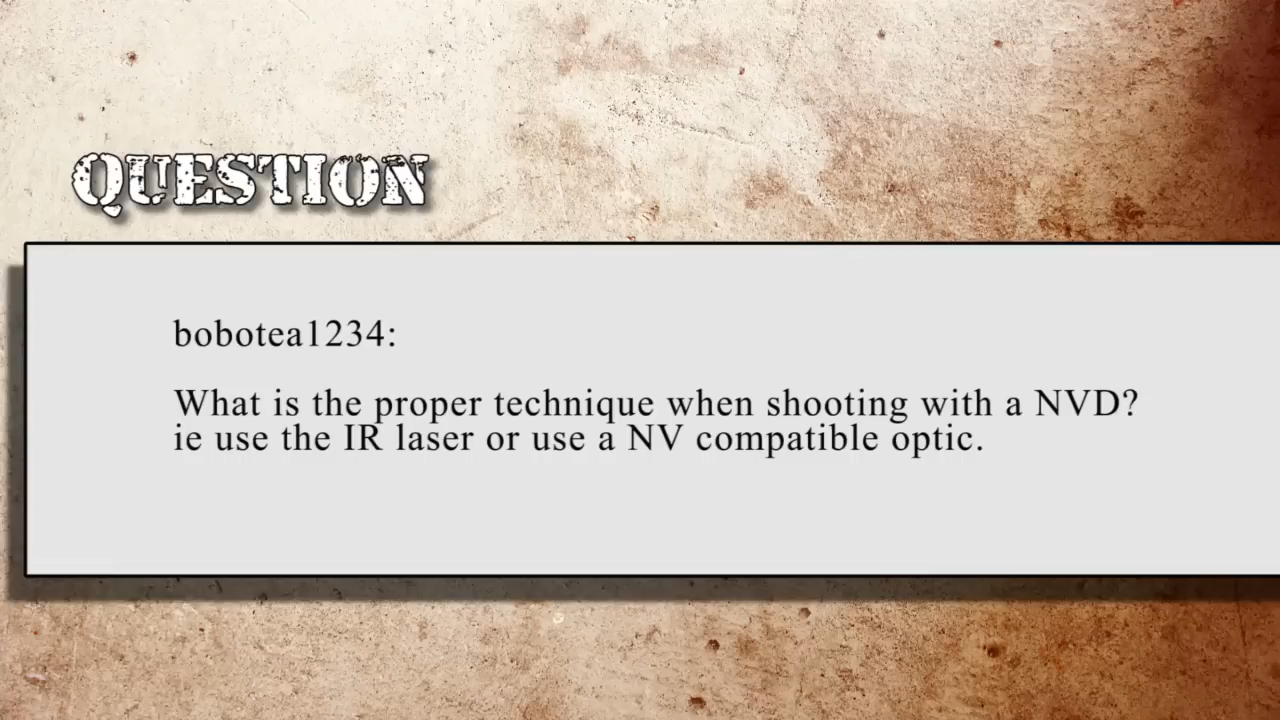 QUESTION
bobotea1234:
What is the proper technique when shooting with a NVD?
ie use the IR laser or use a NV compatible optic.